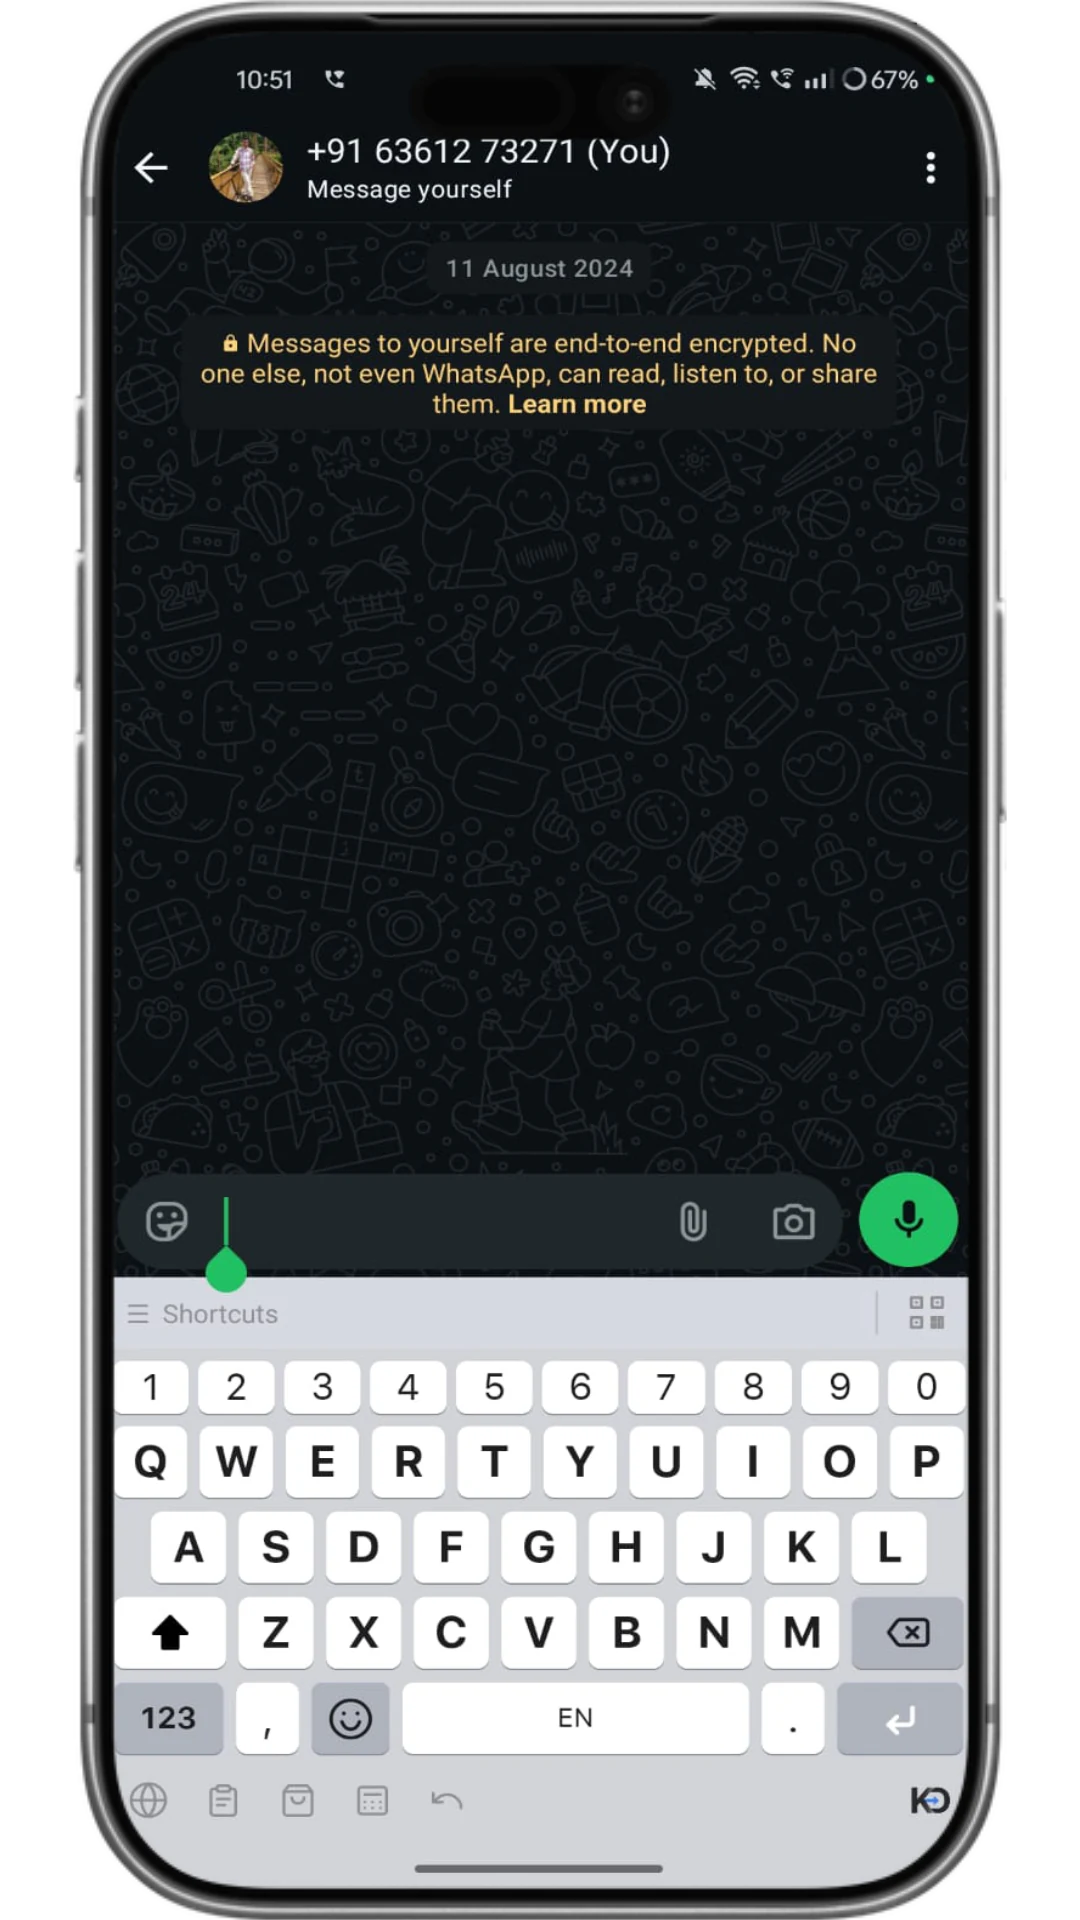 10:51 67%
+91 63612 73271 (You)
Message yourself
11 August 2024
Messages to yourself are end-to-end encrypted. No
one else, not even WhatsApp, can read, listen to, or share
them. Learn more
Shortcuts
1 2 3 4 5 6 7 8 9 0
Q W E R T Y U I O P
A S D F G H J K L
Z X C V B N M
123 , EN .